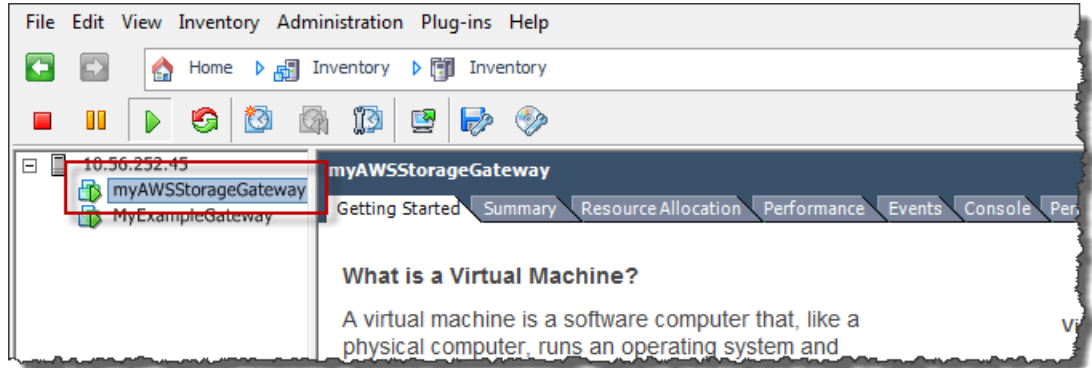 File Edit View Inventory Administration Plug-ins Help
Home Inventory Inventory
10.56.252.45
myAWSStorageGateway
MyExampleGateway
myAWSStorageGateway
Getting Started Summary Resource Allocation Performance Events Console
What is a Virtual Machine?
A virtual machine is a software computer that, like a
physical computer, runs an operating system and